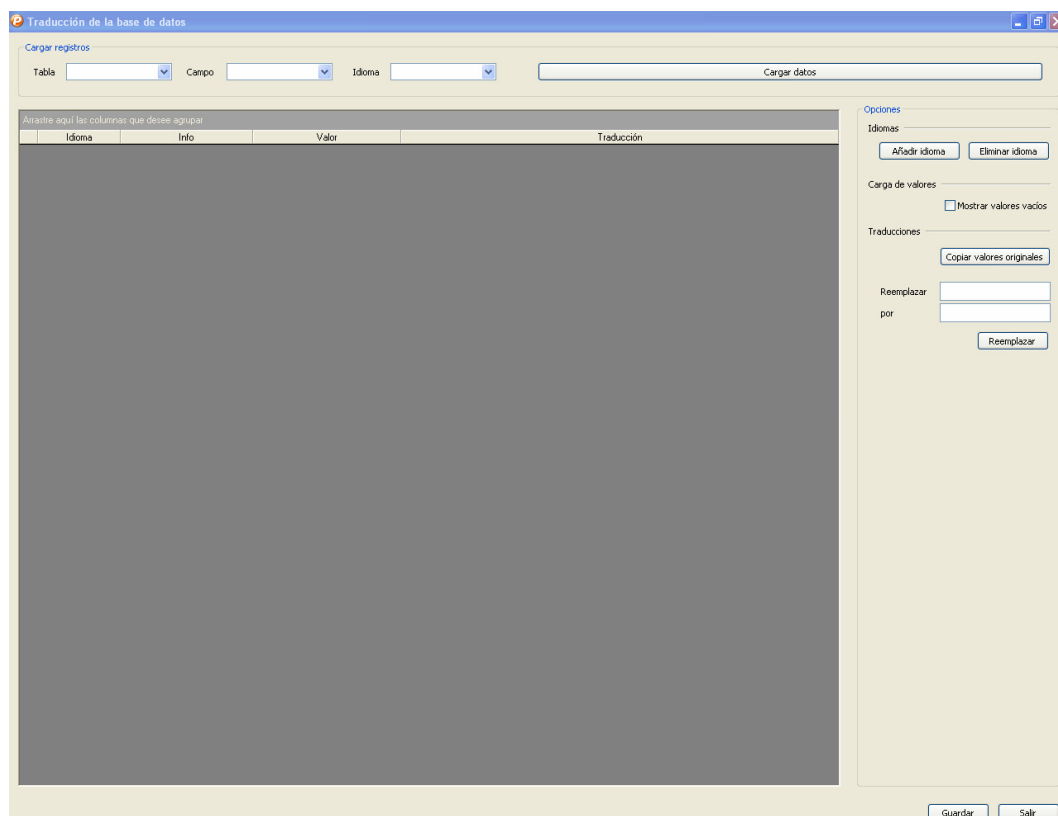 Traducción de la base de datos
Cargar registros
Tabla Campo Idioma Cargar datos
Arrastre aquí las columnas que desee agrupar
Idioma Info Valor Traducción
Opciones
Idiomas
Añadir idioma Eliminar idioma
Carga de valores
Mostrar valores vacíos
Traducciones
Copiar valores originales
Reemplazar
por
Reemplazar
Guardar Salir